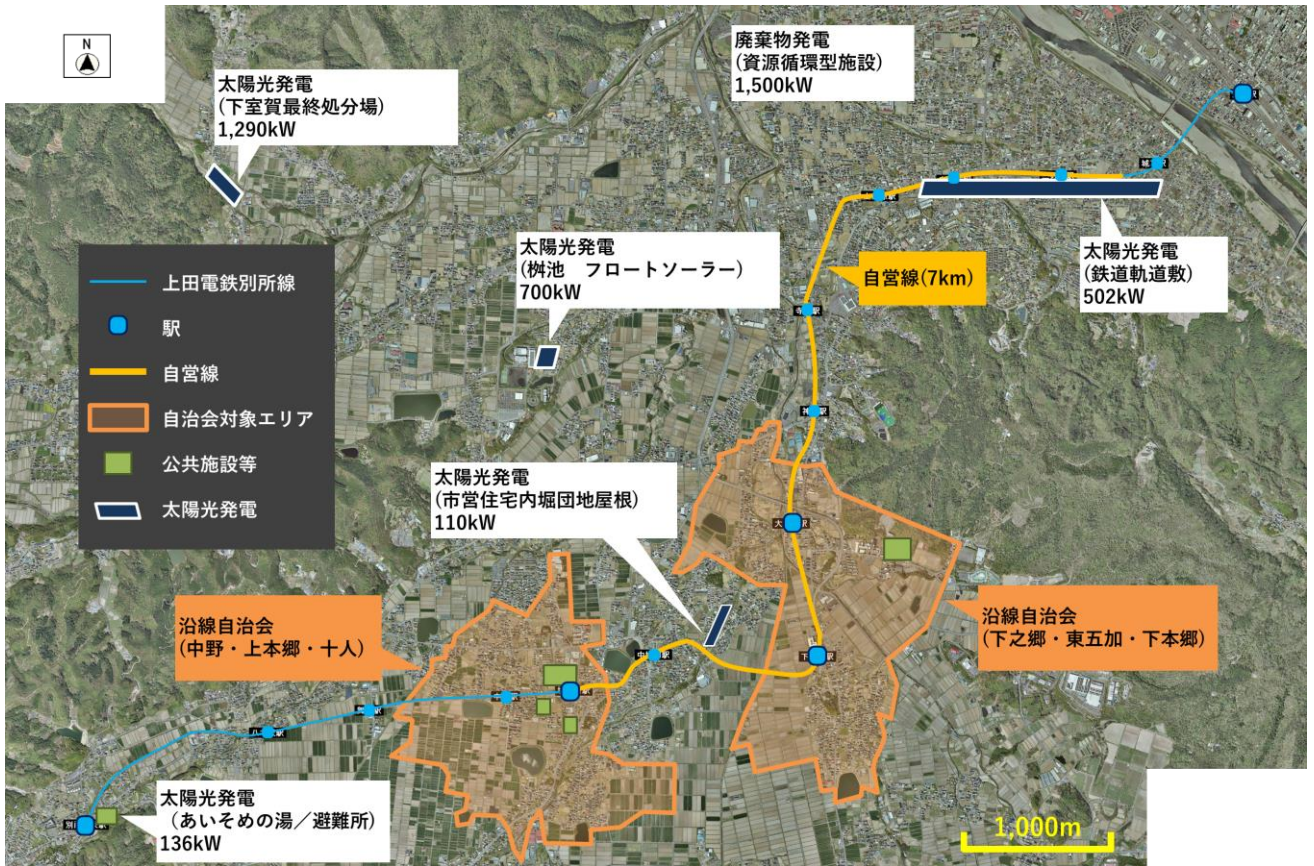 N
太陽光発電
(下室賀最終処分場)
1,290kW
廃棄物発電
(資源循環型施設)
1,500kW
上田電鉄別所線
駅
自営線
自治会対象エリア
公共施設等
太陽光発電
太陽光発電
(桝池 フロートソーラー)
700kW
自営線(7km)
太陽光発電
(鉄道軌道敷)
502kW
太陽光発電
(市営住宅内堀団地屋根)
110kW
沿線自治会
(中野・上本郷・十人)
沿線自治会
(下之郷・東五加・下本郷)
太陽光発電
(あいそめの湯／避難所)
136kW
1,000m